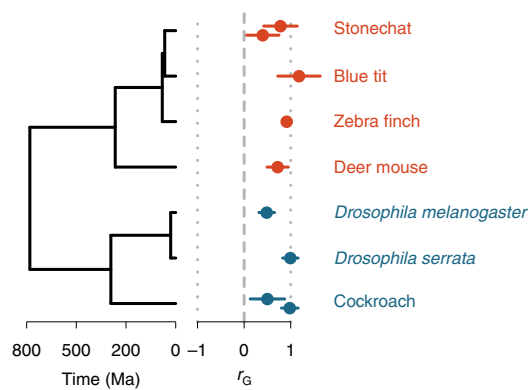 Stonechat
Blue tit
Zebra finch
Deer mouse
Drosophila melanogaster
Drosophila serrata
Cockroach
800 500 200 0 −1 0 1
Time (Ma) rG